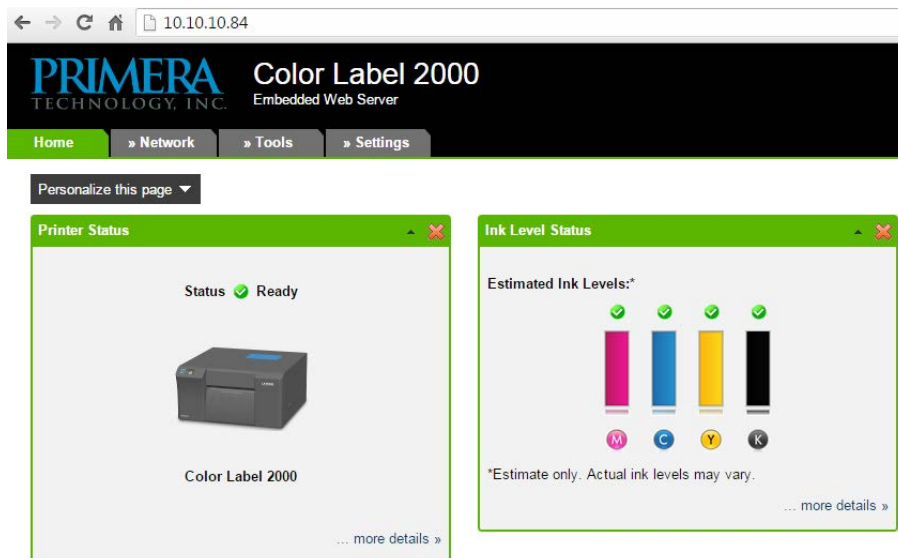 10.10.10.84
PRIMERA
TECHNOLOGY, INC.
Color Label 2000
Embedded Web Server
Home
» Network
» Tools
» Settings
Personalize this page
Printer Status
Status Ready
Color Label 2000
... more details »
Ink Level Status
Estimated Ink Levels:*
M C Y K
*Estimate only. Actual ink levels may vary.
... more details »